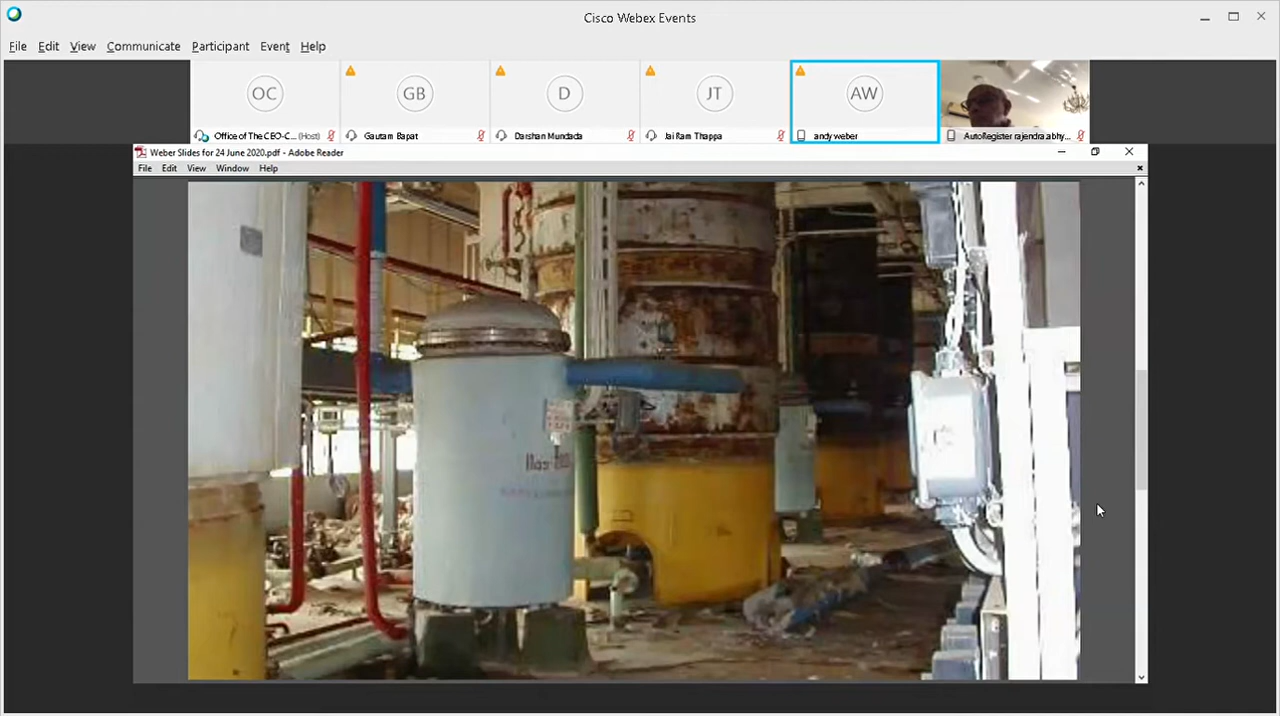 Cisco Webex Events
File Edit View Communicate Participant Event Help
OC
GB
D
JT
AW
Office of The CEO-C... (Host)
Gautam Bapat
Darshan Mundada
Jai Ram Thappa
andy weber
AutoRegister rajendra.abhy...
Weber Slides for 24 June 2020.pdf - Adobe Reader
File Edit View Window Help